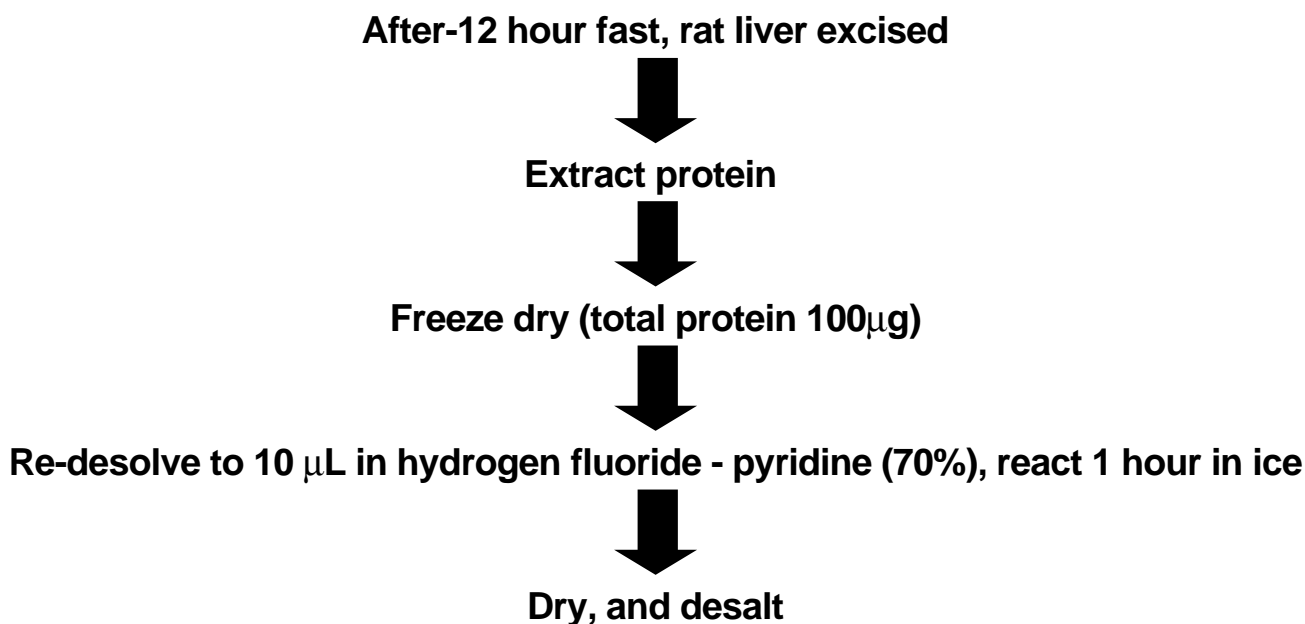 After-12 hour fast, rat liver excised
Extract protein
Freeze dry (total protein 100μg)
Re-desolve to 10 μL in hydrogen fluoride - pyridine (70%), react 1 hour in ice
Dry, and desalt